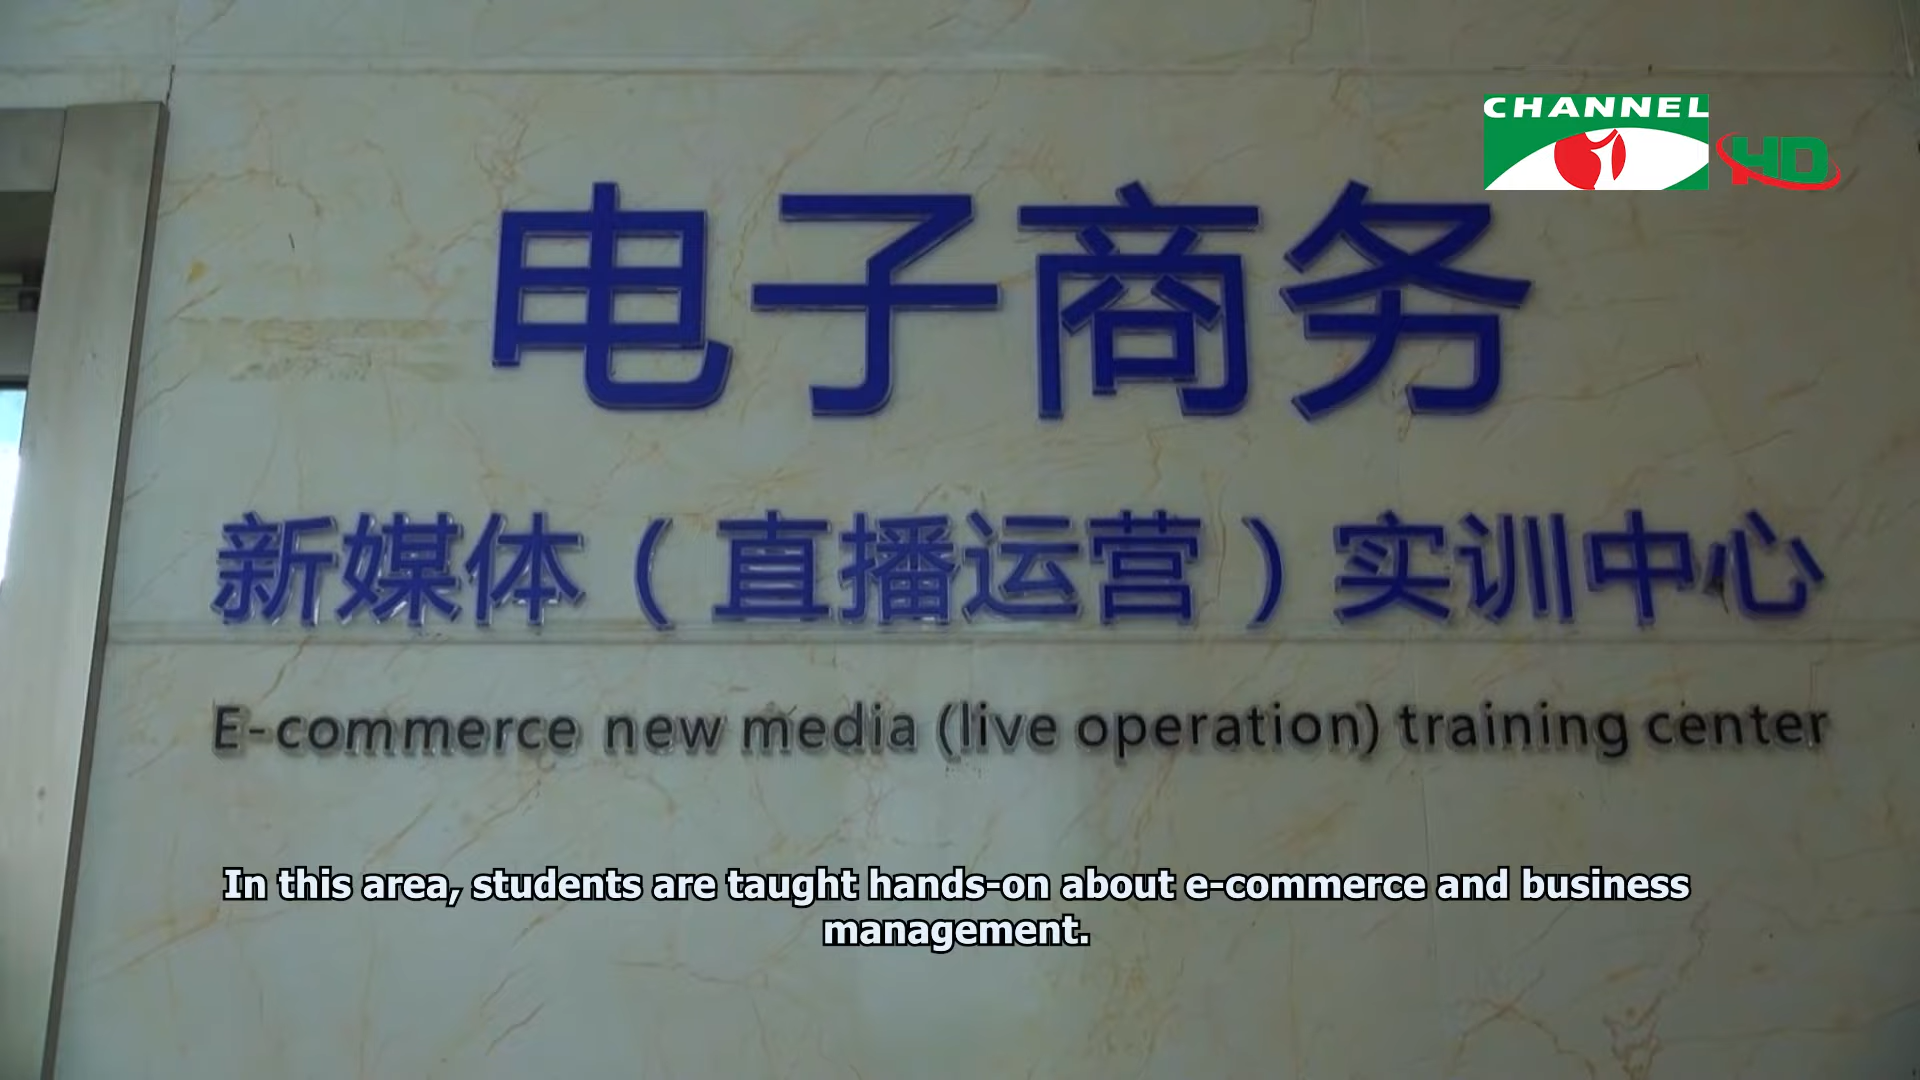 CHANNEL
i HD
电子商务
新媒体（直播运营）实训中心
E-commerce new media (live operation) training center
In this area, students are taught hands-on about e-commerce and business
management.